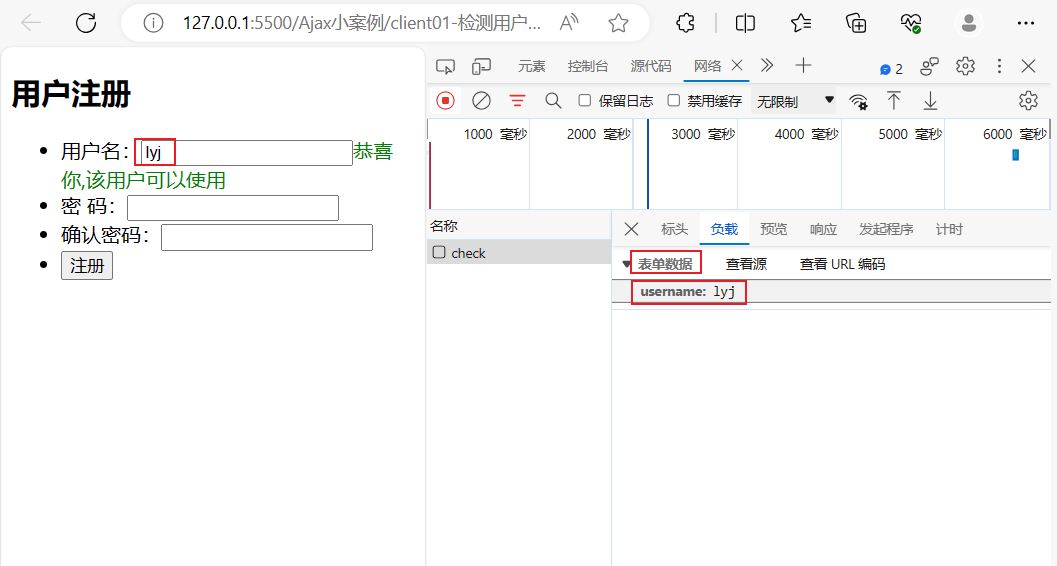 127.0.0.1:5500/Ajax小案例/client01-检测用户...
用户注册
用户名: lyj 恭喜
你,该用户可以使用
密 码:
确认密码:
注册
元素 控制台 源代码 网络 2
保留日志 禁用缓存 无限制
1000 毫秒 2000 毫秒 3000 毫秒 4000 毫秒 5000 毫秒 6000 毫秒
名称
check
标头 负载 预览 响应 发起程序 计时
表单数据 查看源 查看 URL 编码
username: lyj